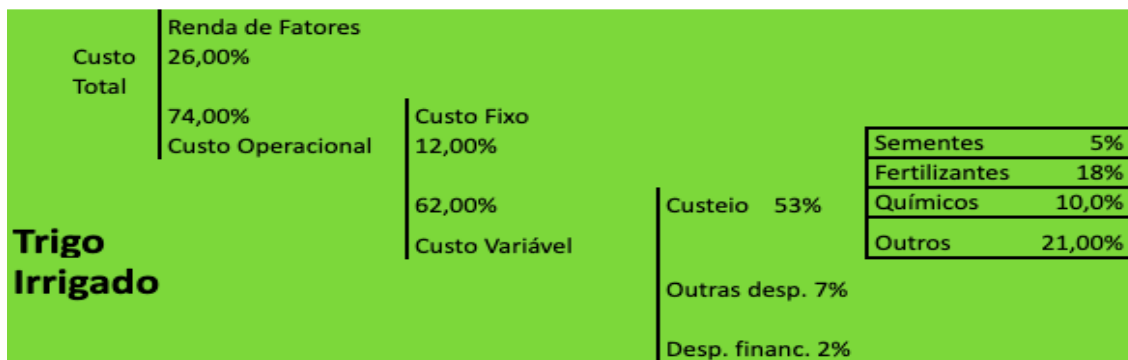 Renda de Fatores
Custo 26,00%
Total
74,00% Custo Fixo
Custo Operacional 12,00%
Sementes 5%
Fertilizantes 18%
62,00% Custeio 53% Químicos 10,0%
Trigo Custo Variável Outros 21,00%
Irrigado
Outras desp. 7%
Desp. financ. 2%